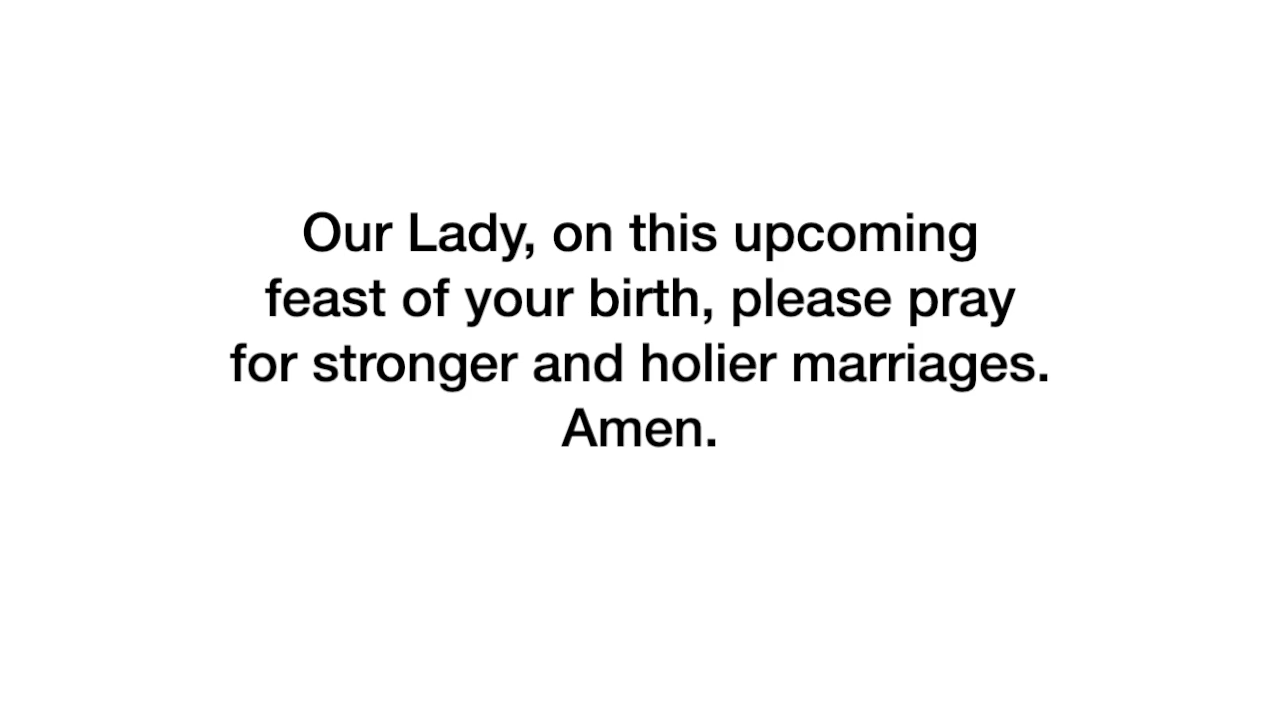 Our Lady, on this upcoming
feast of your birth, please pray
for stronger and holier marriages.
Amen.